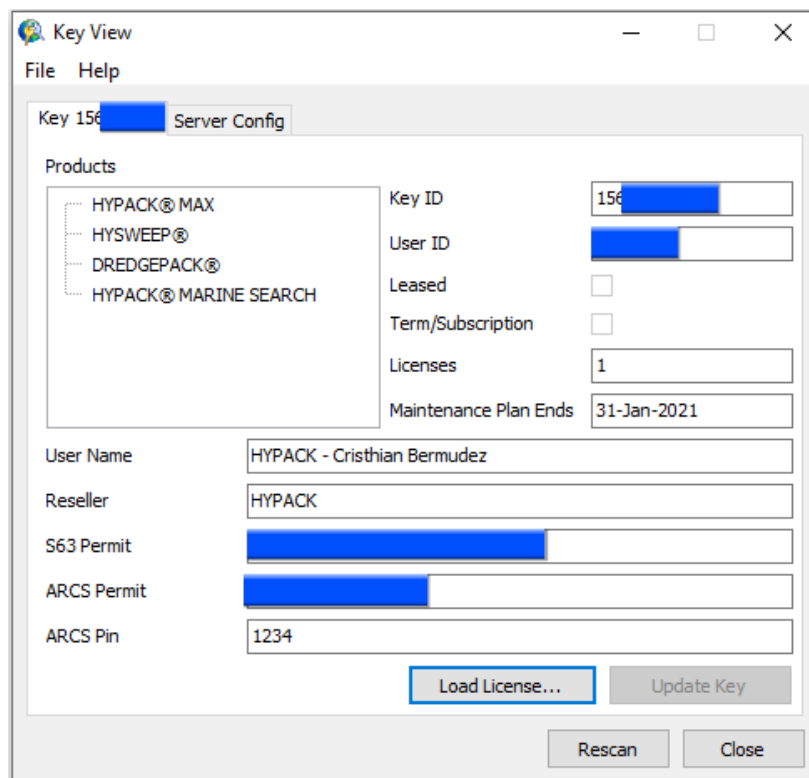 Key View
File Help
Key 156 Server Config
Products
HYPACK® MAX
HYSWEEP®
DREDGEPACK®
HYPACK® MARINE SEARCH
Key ID 156
User ID
Leased
Term/Subscription
Licenses 1
Maintenance Plan Ends 31-Jan-2021
User Name HYPACK - Cristhian Bermudez
Reseller HYPACK
S63 Permit
ARCS Permit
ARCS Pin 1234
Load License... Update Key
Rescan Close